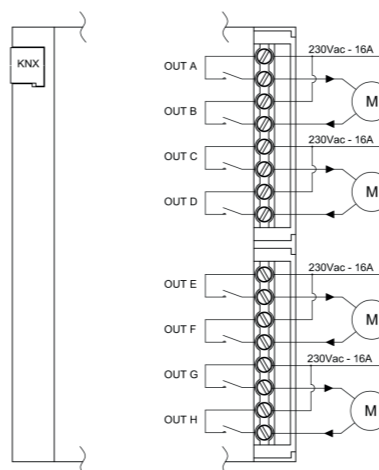 KNX
230Vac - 16A
OUT A
M
OUT B
230Vac - 16A
OUT C
M
OUT D
230Vac - 16A
OUT E
M
OUT F
230Vac - 16A
OUT G
M
OUT H